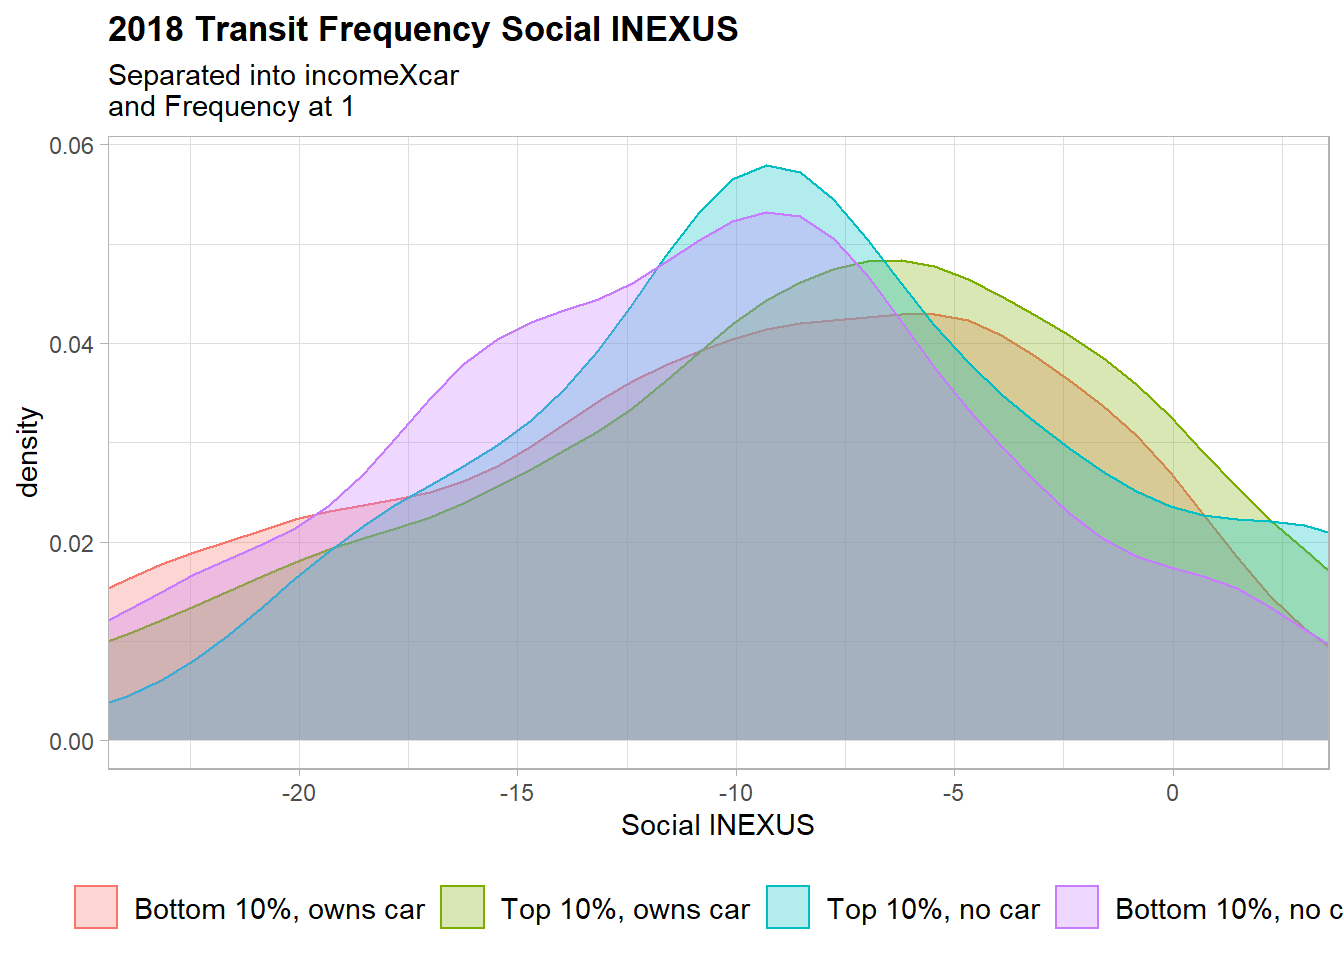 2018 Transit Frequency Social INEXUS
Separated into incomeXcar
and Frequency at 1
0.06
0.04
0.02
0.00
density
-20 -15 -10 -5 0
Social INEXUS
Bottom 10%, owns car Top 10%, owns car Top 10%, no car Bottom 10%, no c